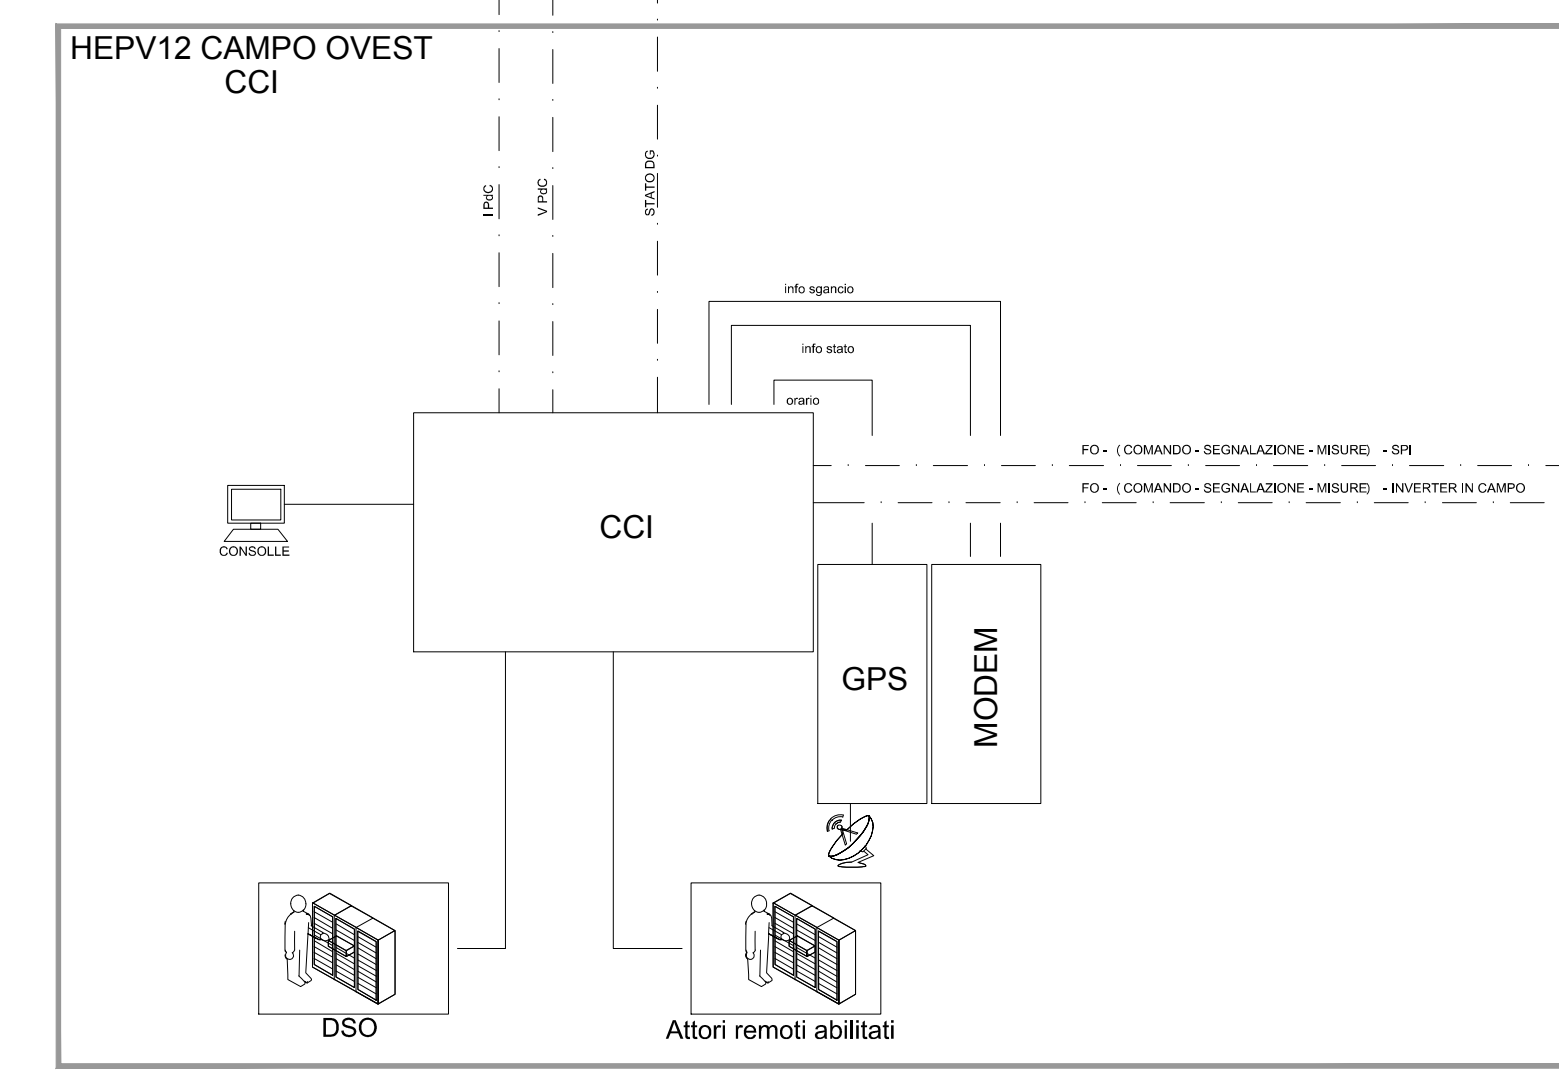 HEPV12 CAMPO OVEST
CCI
I PdC
V PdC
STATO DG
info sgancio
info stato
orario
FO - ( COMANDO - SEGNALAZIONE - MISURE) - SPI
FO - ( COMANDO - SEGNALAZIONE - MISURE) - INVERTER IN CAMPO
CCI
CONSOLLE
GPS
MODEM
DSO
Attori remoti abilitati